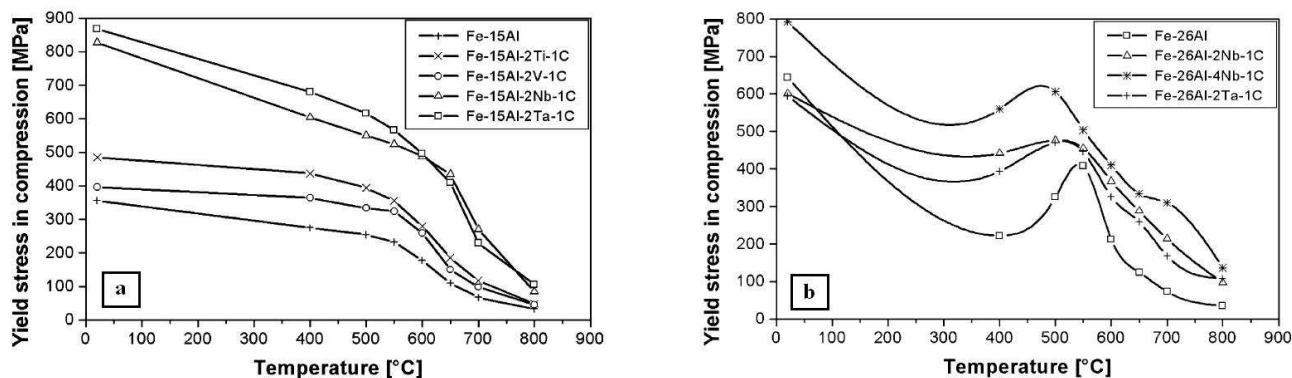 Yield stress in compression [MPa]
900
800
700
600
500
400
300
200
100
0
0 100 200 300 400 500 600 700 800 900
Temperature [°C]
Fe-15Al
Fe-15Al-2Ti-1C
Fe-15Al-2V-1C
Fe-15Al-2Nb-1C
Fe-15Al-2Ta-1C
a
Yield stress in compression [MPa]
800
700
600
500
400
300
200
100
0
0 100 200 300 400 500 600 700 800 900
Temperature [°C]
Fe-26Al
Fe-26Al-2Nb-1C
Fe-26Al-4Nb-1C
Fe-26Al-2Ta-1C
b